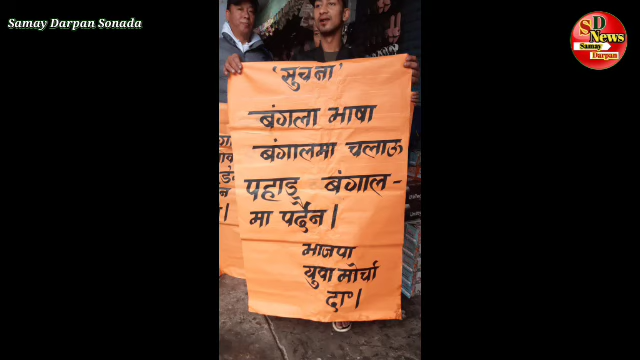 Samay Darpan Sonada
SD
News
Samay
Darpan
'सुचना'
बंगला भाषा
बंगालमा चलाऊ
पहाड़ बंगाल-
मा पर्दैन।
भाजपा
युवा मोर्चा
दा॰।